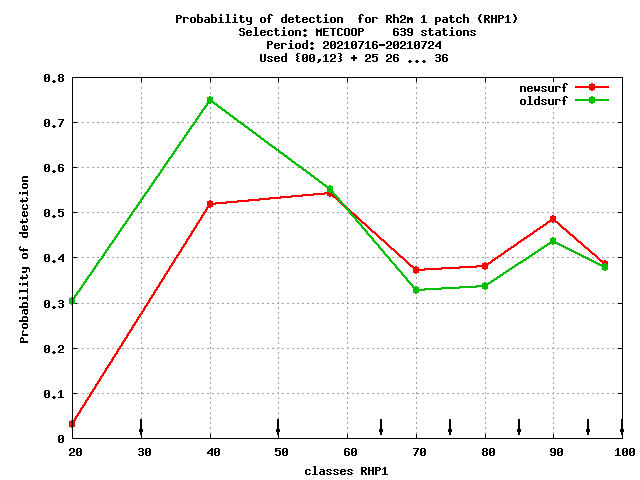 Probability of detection  for Rh2m 1 patch (RHP1)
Selection: METCOOP    639 stations
Period: 20210716-20210724
Used {00,12} + 25 26 ... 36
newsurf
oldsurf
0.8
0.7
0.6
0.5
0.4
0.3
0.2
0.1
0
Probability of detection
20 30 40 50 60 70 80 90 100
classes RHP1